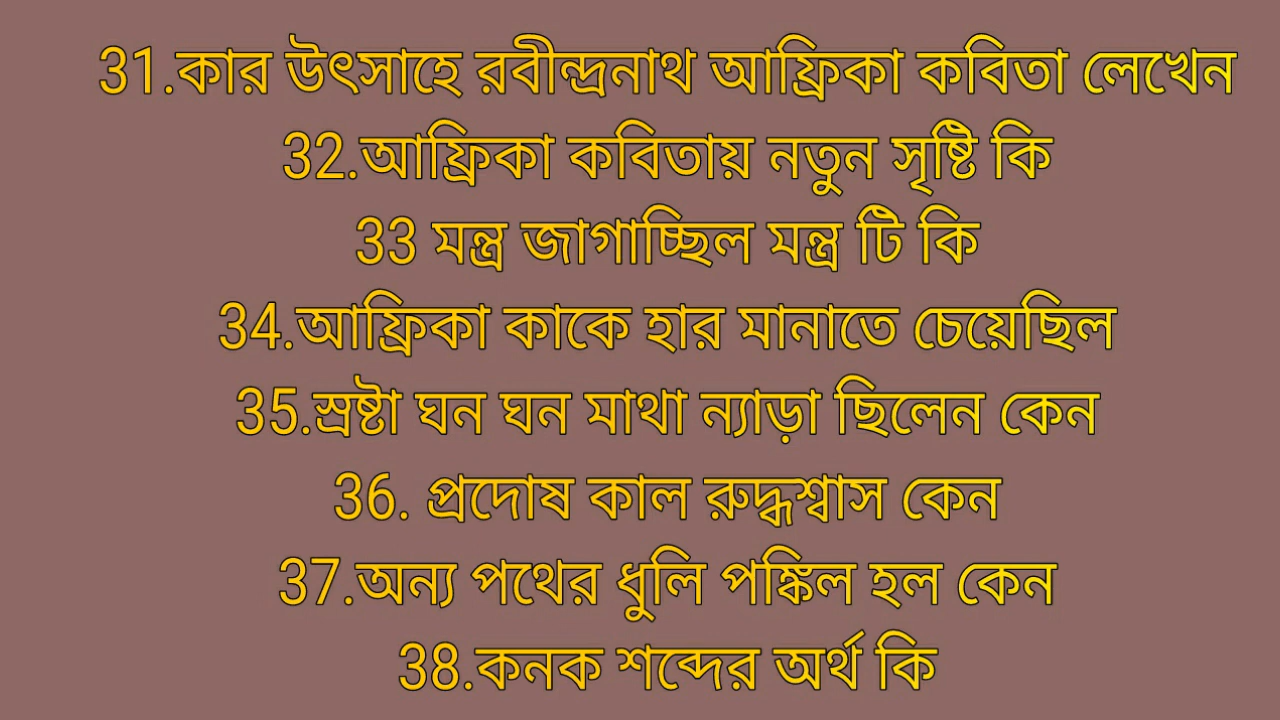 31.কার উৎসাহে রবীন্দ্রনাথ আফ্রিকা কবিতা লেখেন
32.আফ্রিকা কবিতায় নতুন সৃষ্টি কি
33 মন্ত্র জাগাচ্ছিল মন্ত্র টি কি
34.আফ্রিকা কাকে হার মানাতে চেয়েছিল
35.স্রষ্টা ঘন ঘন মাথা ন্যাড়া ছিলেন কেন
36. প্রদোষ কাল রুদ্ধশ্বাস কেন
37.অন্য পথের ধুলি পঙ্কিল হল কেন
38.কনক শব্দের অর্থ কি